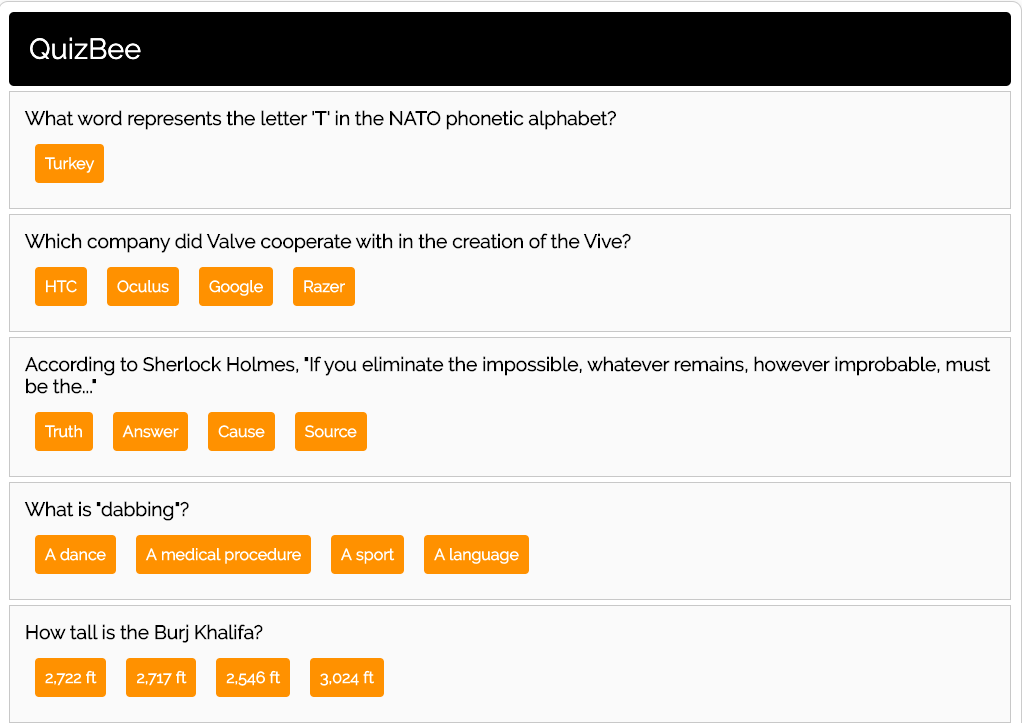 QuizBee
What word represents the letter 'T' in the NATO phonetic alphabet?
Turkey
Which company did Valve cooperate with in the creation of the Vive?
HTC Oculus Google Razer
According to Sherlock Holmes, "If you eliminate the impossible, whatever remains, however improbable, must
be the..."
Truth Answer Cause Source
What is "dabbing"?
A dance A medical procedure A sport A language
How tall is the Burj Khalifa?
2,722 ft 2,717 ft 2,546 ft 3,024 ft